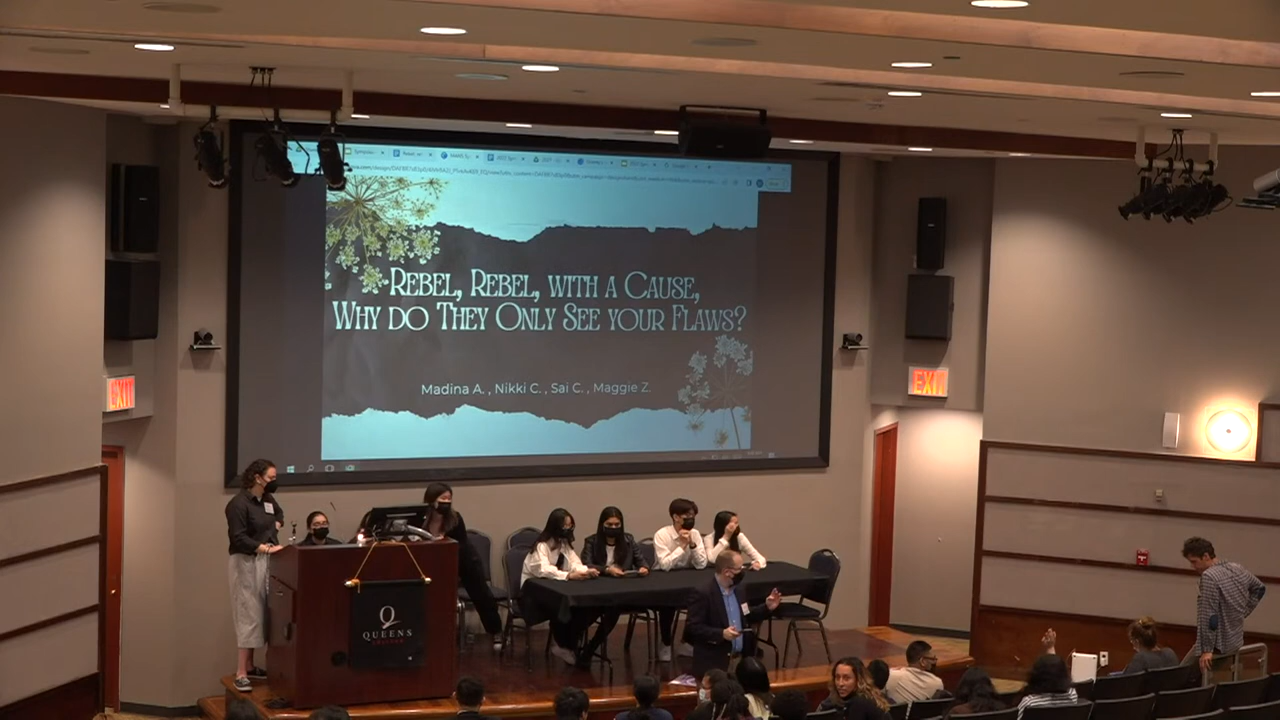 REBEL, REBEL, WITH A CAUSE,
WHY DO THEY ONLY SEE YOUR FLAWS?
Madina A. , Nikki C. , Sai C. , Maggie Z.
EXIT
EXIT
Q
QUEENS